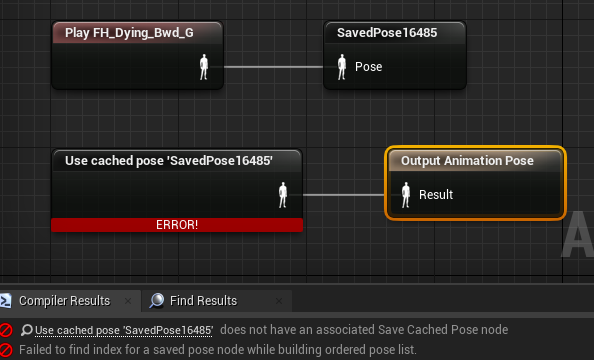 Play FH_Dying_Bwd_G
SavedPose16485
Pose
Use cached pose 'SavedPose16485'
Output Animation Pose
Result
ERROR!
A
Compiler Results ×
Find Results ×
Use cached pose 'SavedPose16485' does not have an associated Save Cached Pose node
Failed to find index for a saved pose node while building ordered pose list.